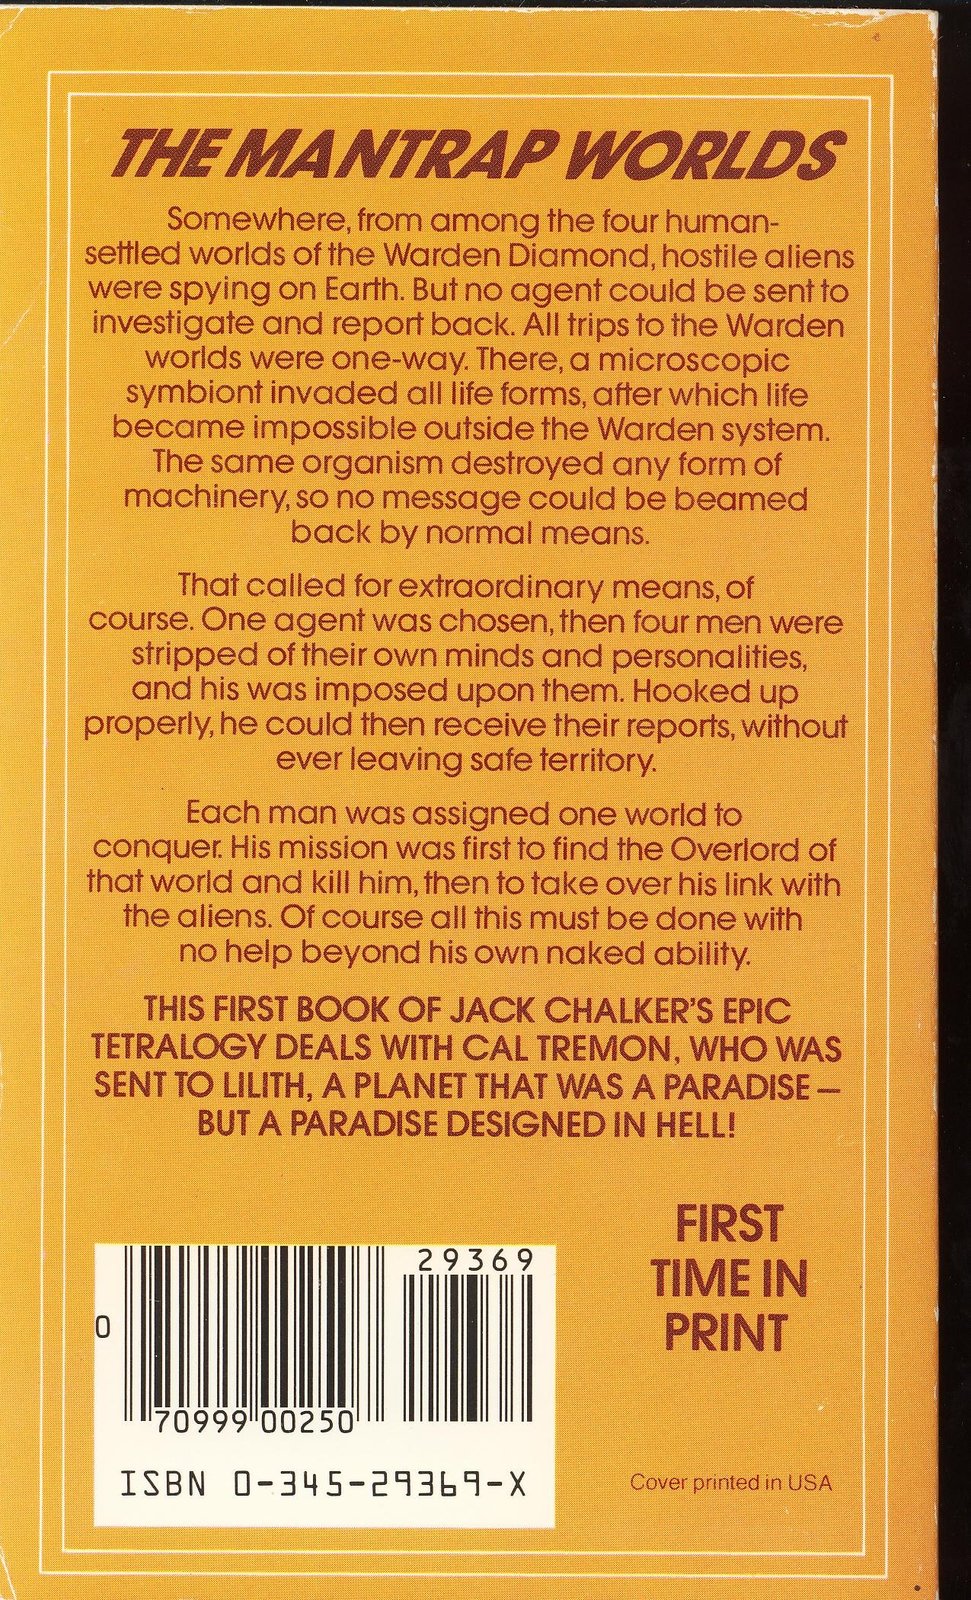 THE MANTRAP WORLDS
Somewhere, from among the four human-
settled worlds of the Warden Diamond, hostile aliens
were spying on Earth. But no agent could be sent to
investigate and report back. All trips to the Warden
worlds were one-way. There, a microscopic
symbiont invaded all life forms, after which life
became impossible outside the Warden system.
The same organism destroyed any form of
machinery, so no message could be beamed
back by normal means.
That called for extraordinary means, of
course. One agent was chosen, then four men were
stripped of their own minds and personalities,
and his was imposed upon them. Hooked up
properly, he could then receive their reports, without
ever leaving safe territory.
Each man was assigned one world to
conquer. His mission was first to find the Overlord of
that world and kill him, then to take over his link with
the aliens. Of course all this must be done with
no help beyond his own naked ability.
THIS FIRST BOOK OF JACK CHALKER'S EPIC
TETRALOGY DEALS WITH CAL TREMON, WHO WAS
SENT TO LILITH, A PLANET THAT WAS A PARADISE —
BUT A PARADISE DESIGNED IN HELL!
FIRST
TIME IN
PRINT
29369
0
70999 00250
ISBN 0-345-29369-X
Cover printed in USA